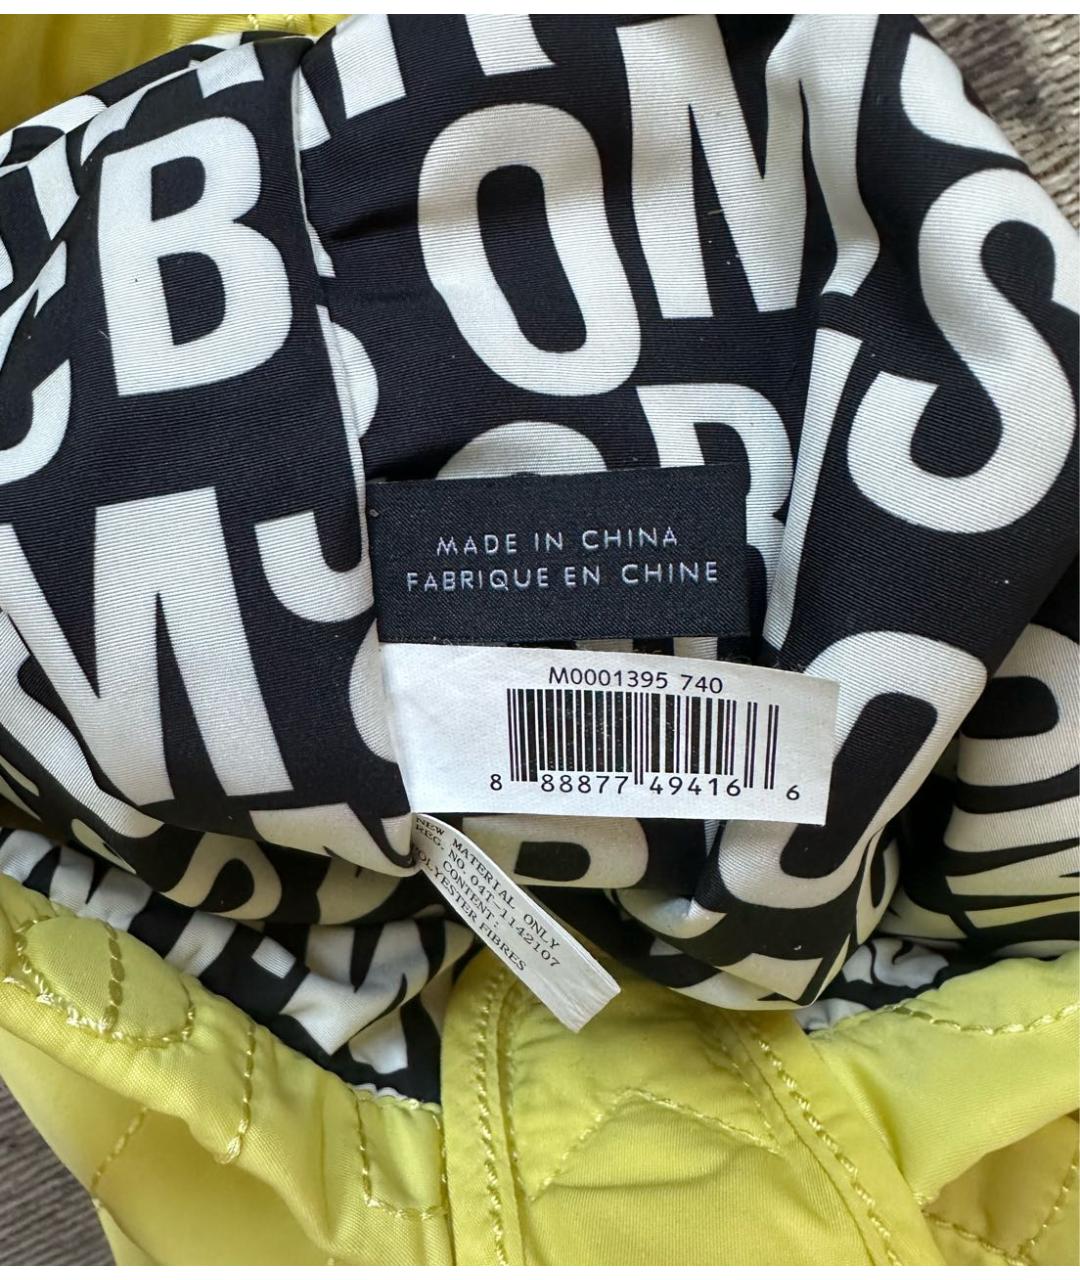 MADE IN CHINA
FABRIQUE EN CHINE
M0001395 740
8 88877 49416 6
NEW MATERIAL ONLY
REG. NO. 04T-1142107
CONTENT:
POLYESTER FIBRES